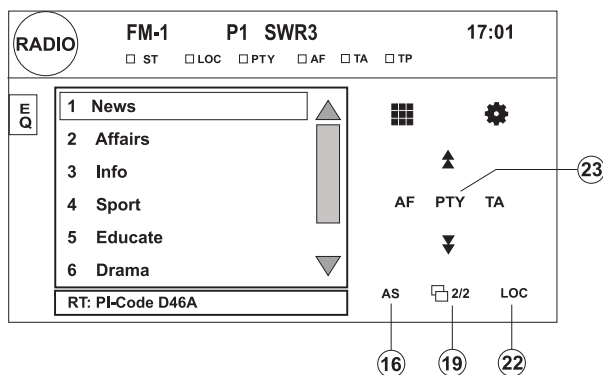 RADIO FM-1 P1 SWR3 17:01
ST LOC PTY AF TA TP
EQ
1 News
2 Affairs
3 Info
4 Sport
5 Educate
6 Drama
RT: PI-Code D46A
23
AF PTY TA
AS 2/2 LOC
16 19 22